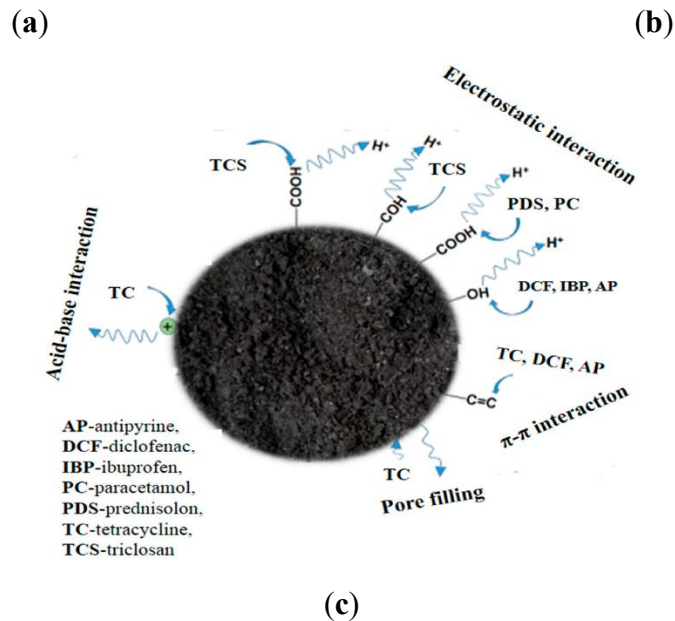 (a)
(b)
Electrostatic interaction
TCS
H⁺
COOH
H⁺
TCS
COH
H⁺
PDS, PC
COOH
H⁺
OH
DCF, IBP, AP
Acid-base interaction
TC
+
TC, DCF, AP
C=C
π-π interaction
TC
Pore filling
AP-antipyrine,
DCF-diclofenac,
IBP-ibuprofen,
PC-paracetamol,
PDS-prednisolon,
TC-tetracycline,
TCS-triclosan
(c)